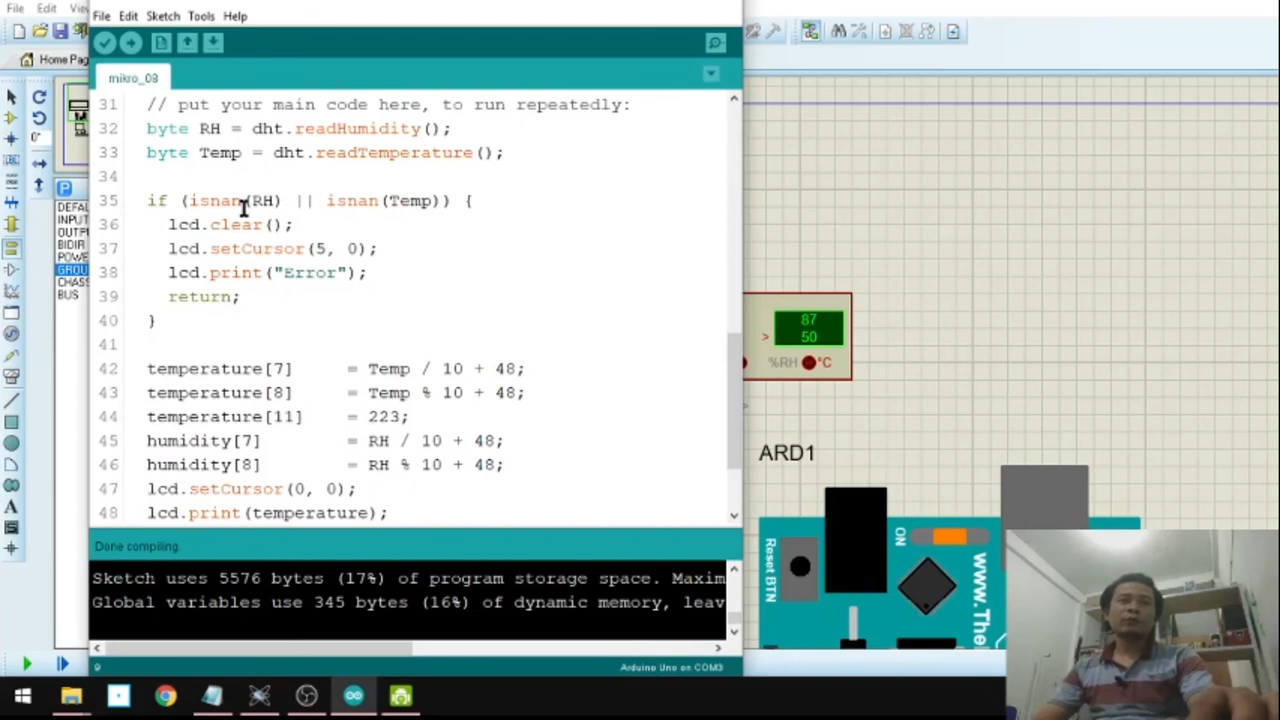 File Edit View
File Edit Sketch Tools Help
Home Pag
mikro_08
31 // put your main code here, to run repeatedly:
32 byte RH = dht.readHumidity();
33 byte Temp = dht.readTemperature();
34
35 if (isnan(RH) || isnan(Temp)) {
36 lcd.clear();
37 lcd.setCursor(5, 0);
38 lcd.print("Error");
39 return;
40 }
41
42 temperature[7] = Temp / 10 + 48;
43 temperature[8] = Temp % 10 + 48;
44 temperature[11] = 223;
45 humidity[7] = RH / 10 + 48;
46 humidity[8] = RH % 10 + 48;
47 lcd.setCursor(0, 0);
48 lcd.print(temperature);
Done compiling.
Sketch uses 5576 bytes (17%) of program storage space. Maxim
Global variables use 345 bytes (16%) of dynamic memory, leav
9
Arduino Uno on COM3
0°
P
DEFAU
INPUT
OUTPU
BIDIR
POWE
GROU
CHASS
BUS
A
>
87
50
%RH °C
ARD1
Reset BTN
ON
www.TheE